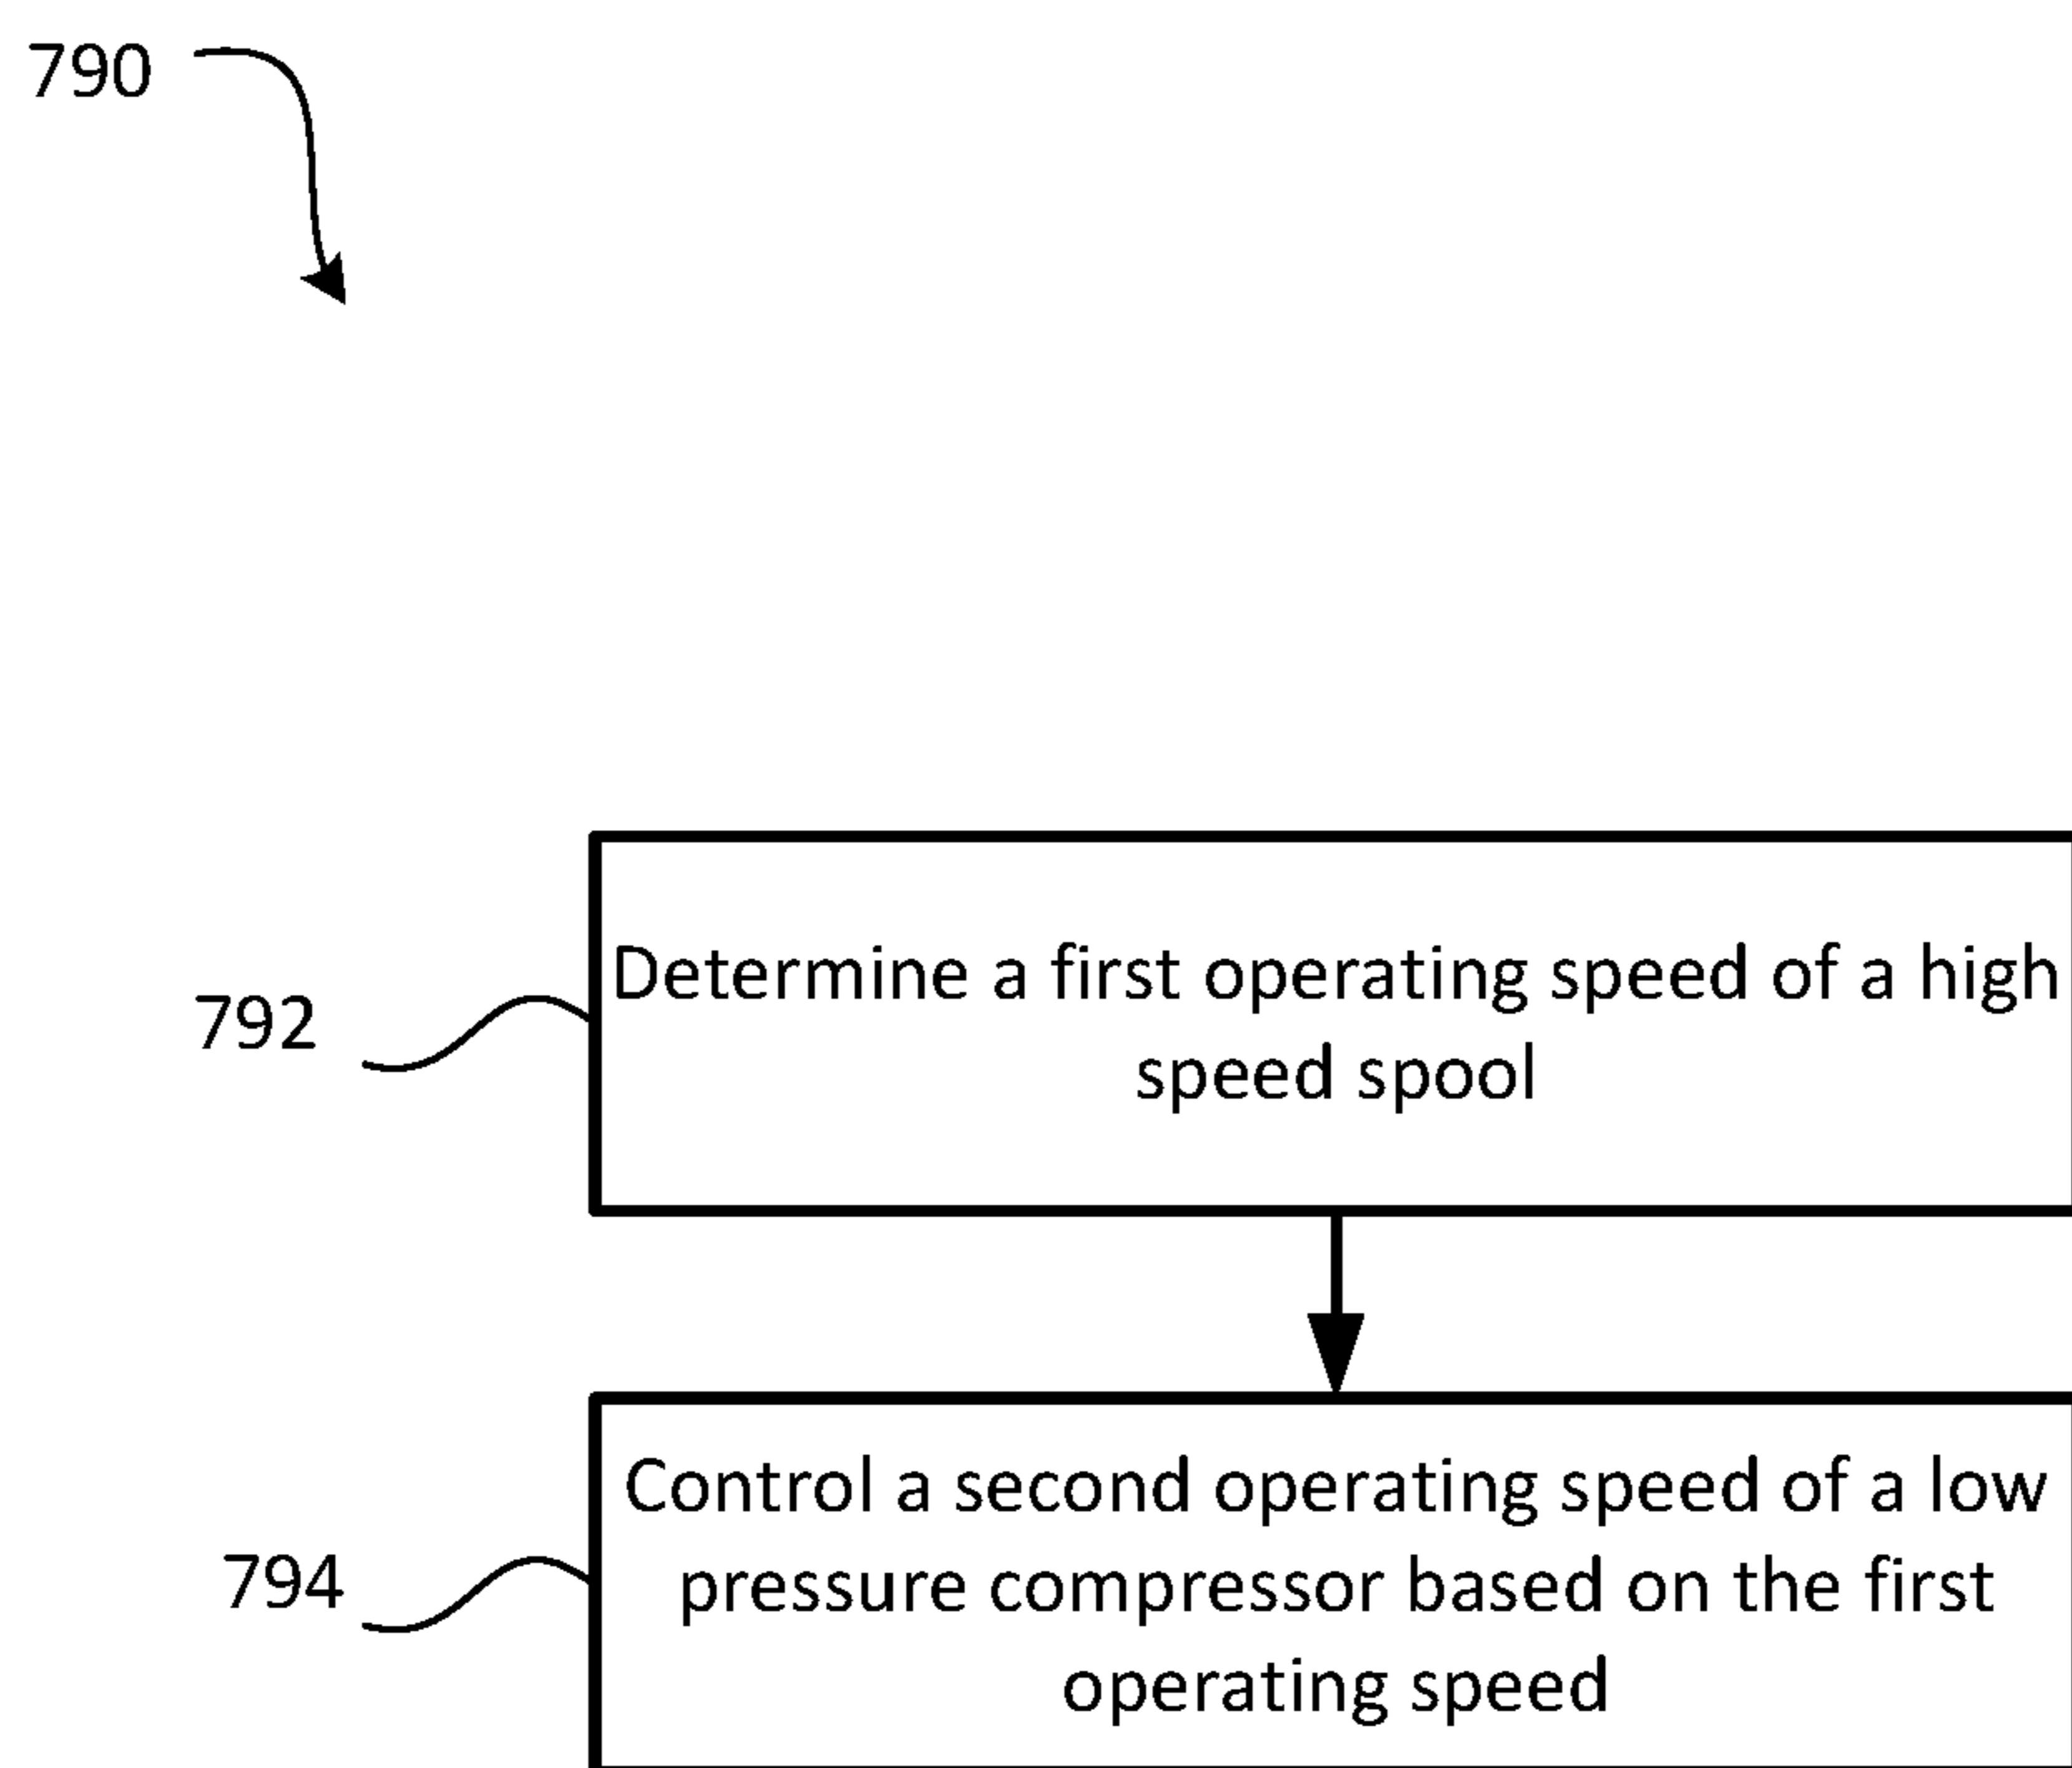 790
792
Determine a first operating speed of a high
speed spool
794
Control a second operating speed of a low
pressure compressor based on the first
operating speed